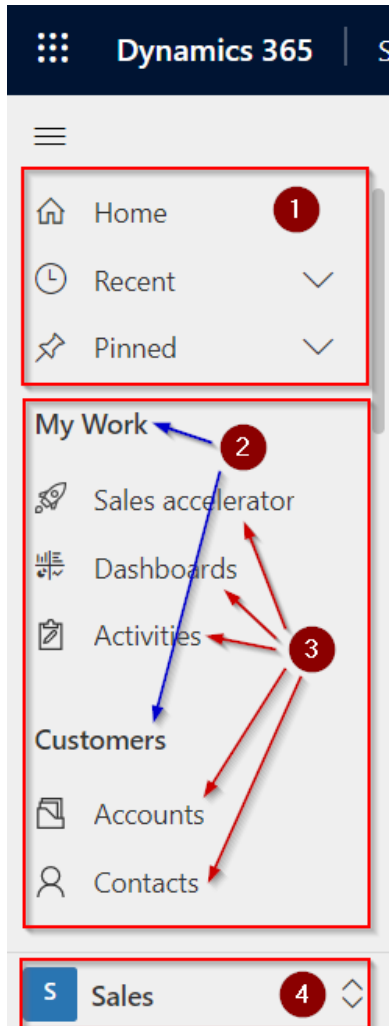 Dynamics 365 | S
Home 1
Recent
Pinned
My Work
2
Sales accelerator
Dashboards
Activities 3
Customers
Accounts
Contacts
S Sales 4